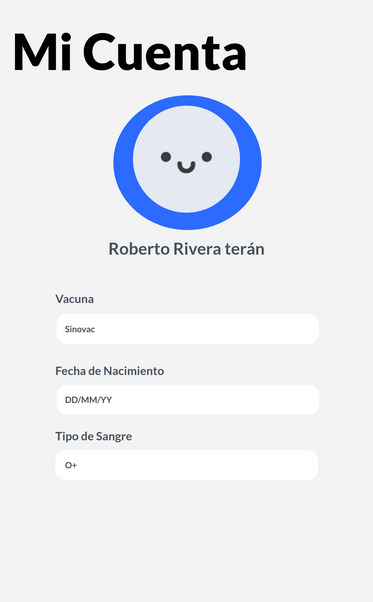 Mi Cuenta
Roberto Rivera terán
Vacuna
Sinovac
Fecha de Nacimiento
DD/MM/YY
Tipo de Sangre
O+